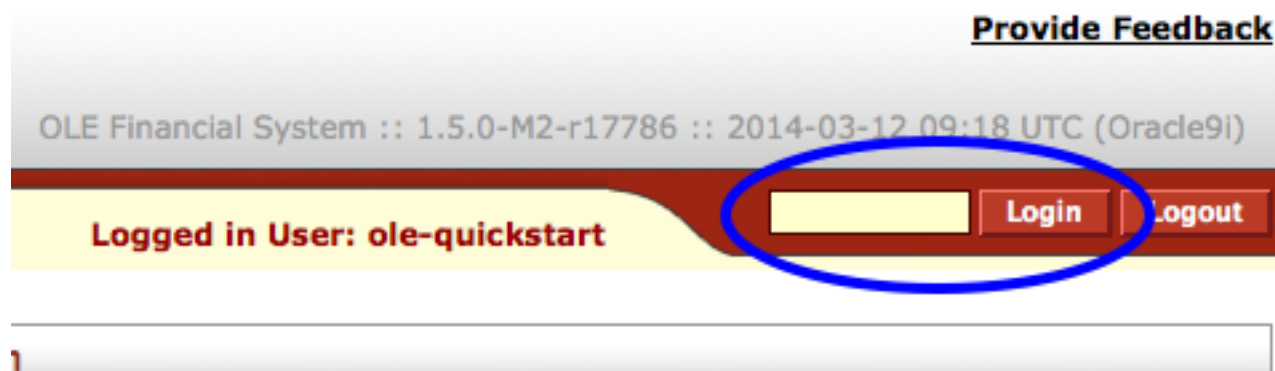 Provide Feedback
OLE Financial System :: 1.5.0-M2-r17786 :: 2014-03-12 09:18 UTC (Oracle9i)
Logged in User: ole-quickstart
Login Logout